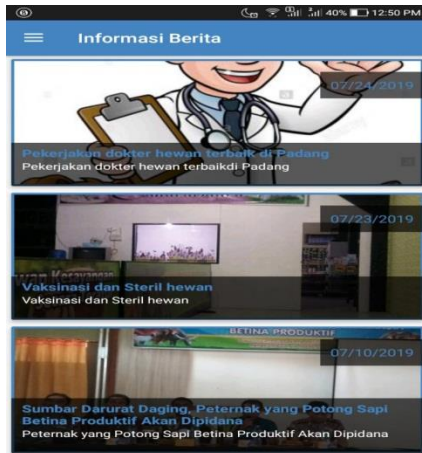 40% 12:50 PM
Informasi Berita
07/24/2019
Pekerjakan dokter hewan terbaik di Padang
Pekerjakan dokter hewan terbaikdi Padang
07/23/2019
Vaksinasi dan Steril hewan
Vaksinasi dan Steril hewan
BETINA PRODUKTIF
07/10/2019
Sumbar Darurat Daging, Peternak yang Potong Sapi
Betina Produktif Akan Dipidana
Peternak yang Potong Sapi Betina Produktif Akan Dipidana